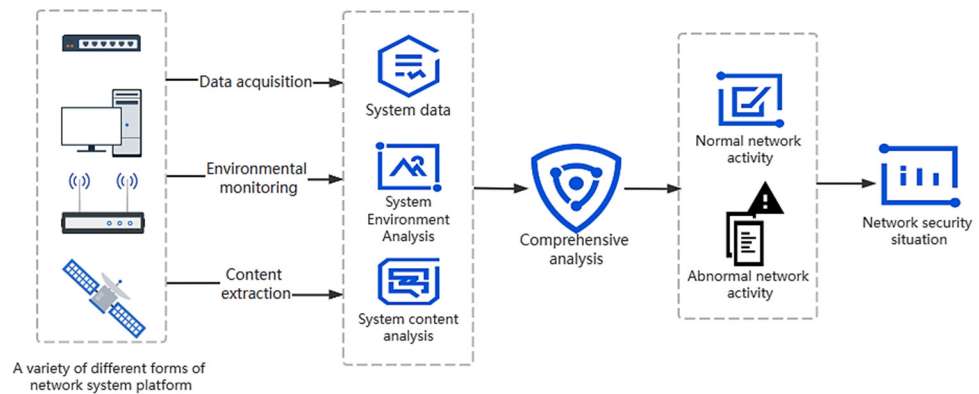 Data acquisition
Environmental
monitoring
Content
extraction
A variety of different forms of
network system platform
System data
System
Environment
Analysis
System content
analysis
Comprehensive
analysis
Normal network
activity
Abnormal network
activity
Network security
situation